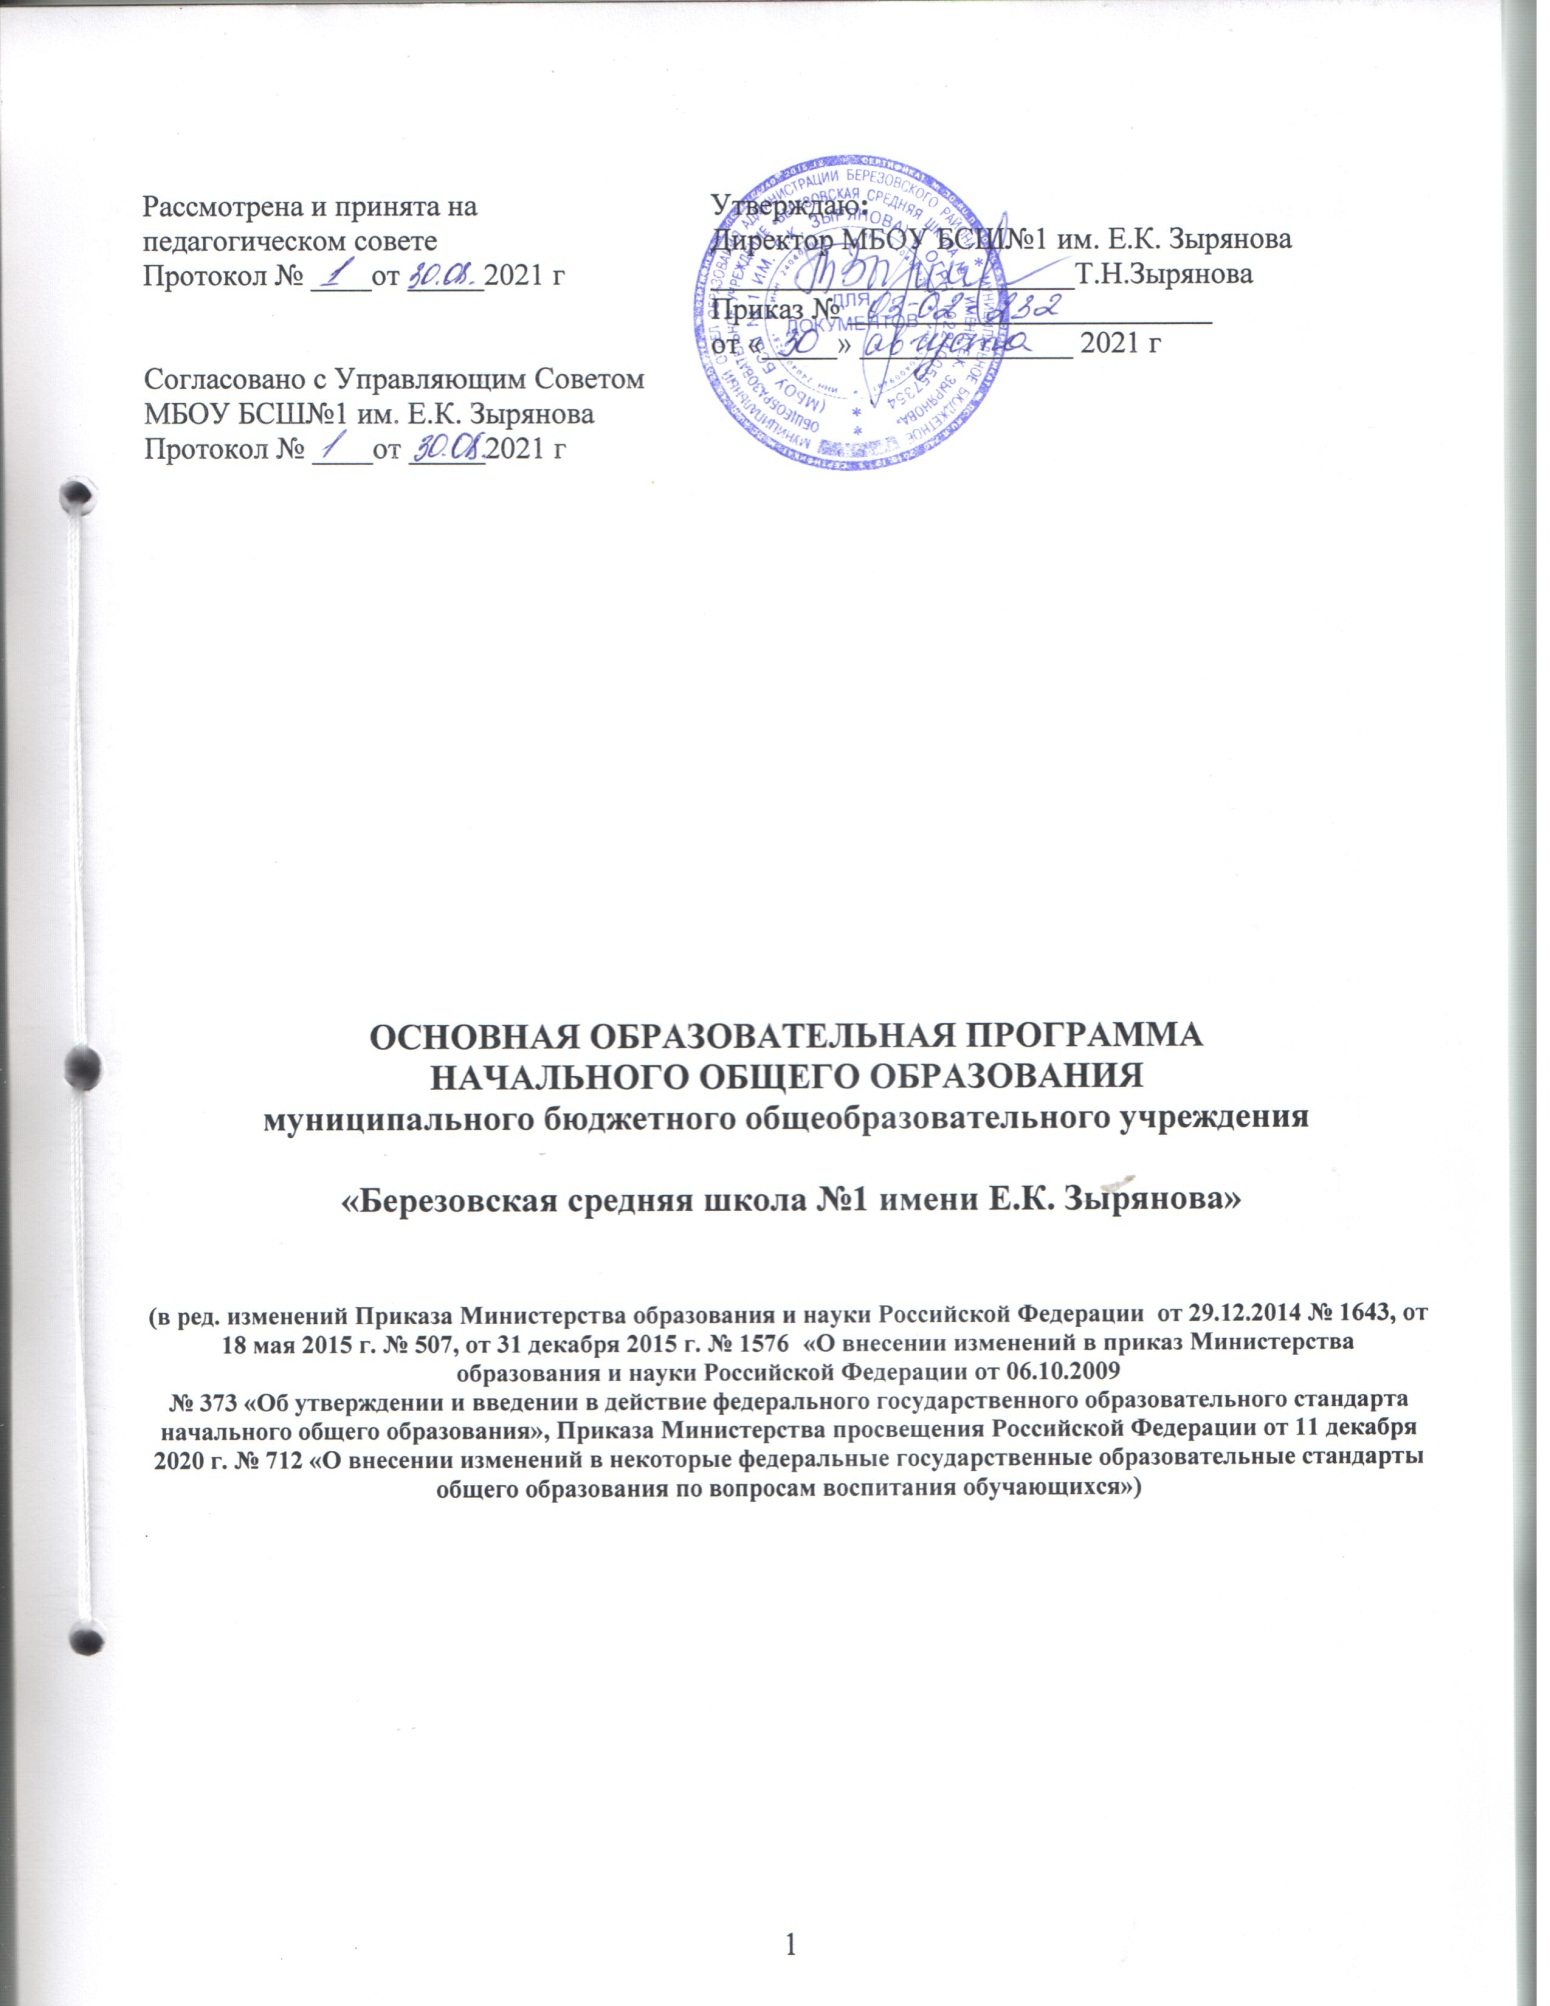 Рассмотрена и принята на
педагогическом совете
Протокол № 1 от 30.08. 2021 г
Утверждаю:
Директор МБОУ БСШ№1 им. Е.К. Зырянова
Т.Н.Зырянова
Приказ № 03-02-232
от « 30 » августа 2021 г
Согласовано с Управляющим Советом
МБОУ БСШ№1 им. Е.К. Зырянова
Протокол № 1 от 30.08.2021 г
ДЛЯ
ДОКУМЕНТОВ
ОСНОВНАЯ ОБРАЗОВАТЕЛЬНАЯ ПРОГРАММА
НАЧАЛЬНОГО ОБЩЕГО ОБРАЗОВАНИЯ
муниципального бюджетного общеобразовательного учреждения
«Березовская средняя школа №1 имени Е.К. Зырянова»
(в ред. изменений Приказа Министерства образования и науки Российской Федерации от 29.12.2014 № 1643, от
18 мая 2015 г. № 507, от 31 декабря 2015 г. № 1576 «О внесении изменений в приказ Министерства
образования и науки Российской Федерации от 06.10.2009
№ 373 «Об утверждении и введении в действие федерального государственного образовательного стандарта
начального общего образования», Приказа Министерства просвещения Российской Федерации от 11 декабря
2020 г. № 712 «О внесении изменений в некоторые федеральные государственные образовательные стандарты
общего образования по вопросам воспитания обучающихся»)
1